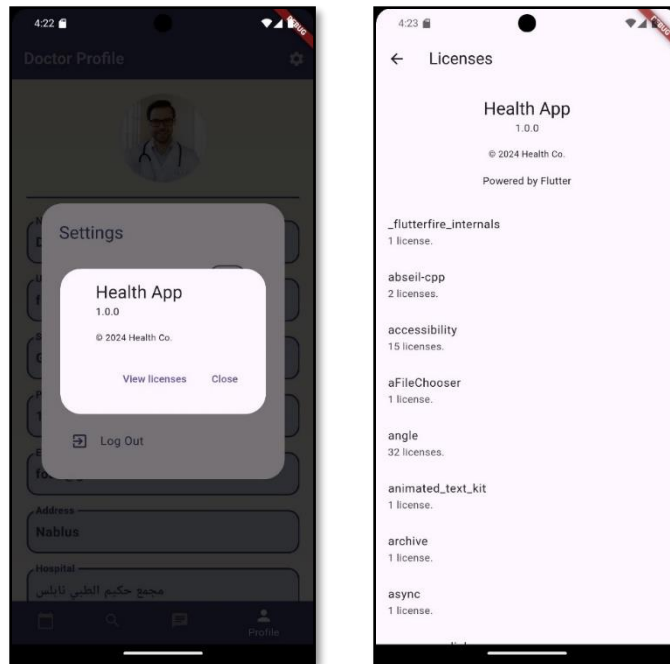 4:22
DEBUG
Doctor Profile
Settings
Health App
1.0.0
© 2024 Health Co.
View licenses Close
Log Out
Address
Nablus
Hospital
مجمع حكيم الطبي نابلس
Profile
4:23
Licenses
Health App
1.0.0
© 2024 Health Co.
Powered by Flutter
_flutterfire_internals
1 license.
abseil-cpp
2 licenses.
accessibility
15 licenses.
aFileChooser
1 license.
angle
32 licenses.
animated_text_kit
1 license.
archive
1 license.
async
1 license.